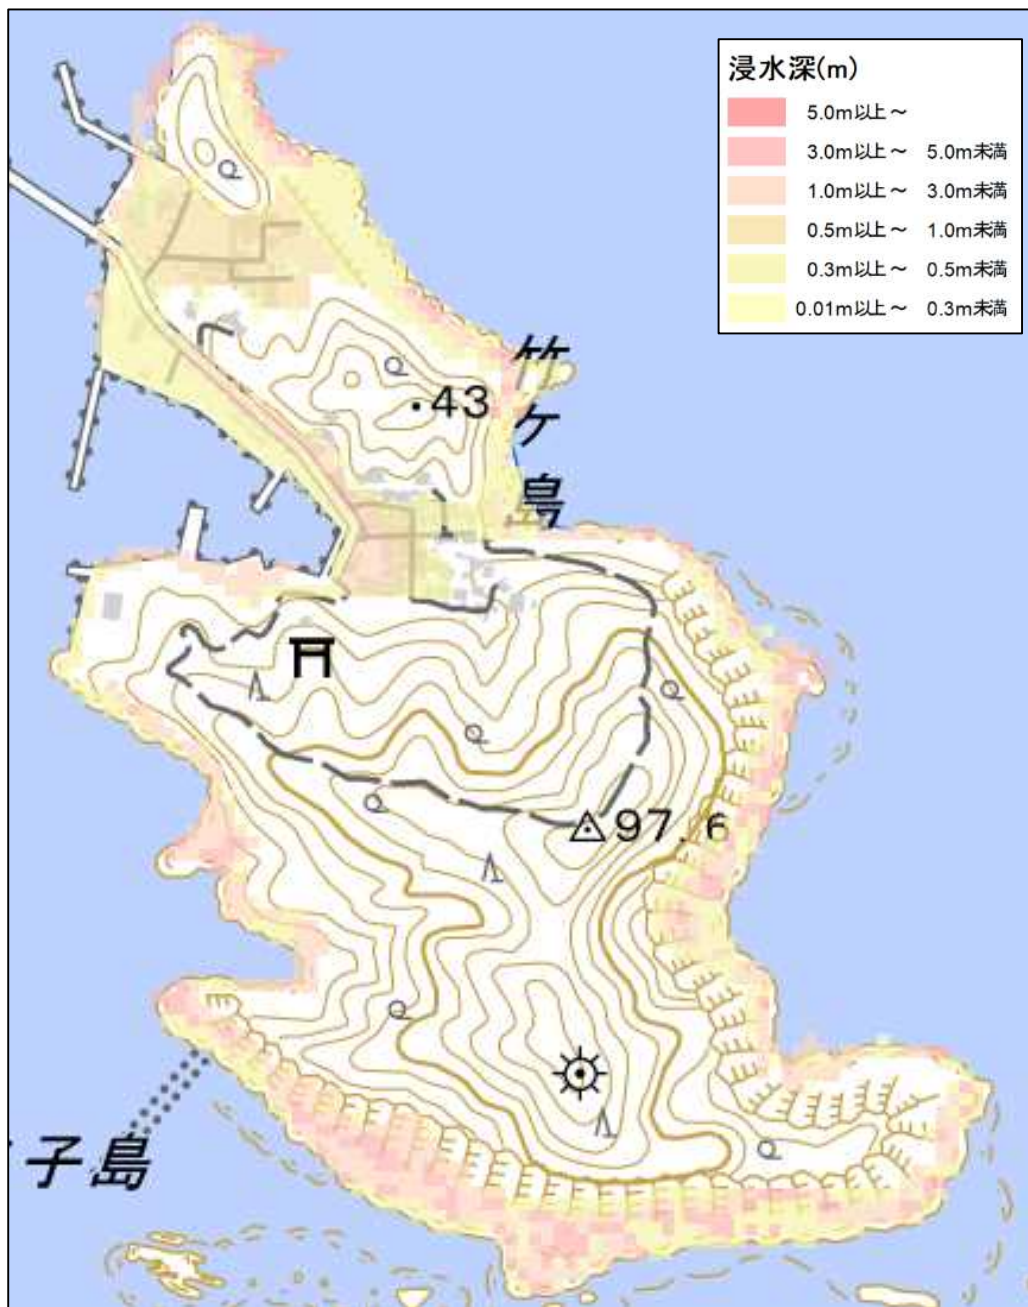 浸水深(m)
5.0m以上～
3.0m以上～ 5.0m未満
1.0m以上～ 3.0m未満
0.5m以上～ 1.0m未満
0.3m以上～ 0.5m未満
0.01m以上～ 0.3m未満
竹ヶ島
43
97.6
子島